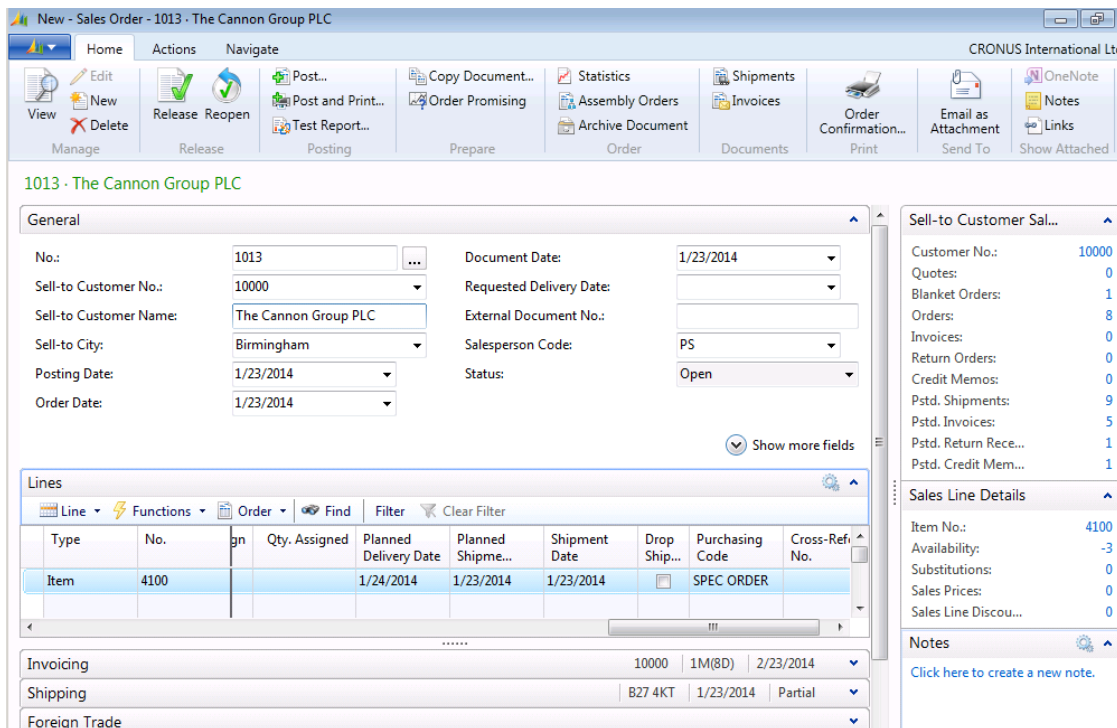 New - Sales Order - 1013 · The Cannon Group PLC
Home Actions Navigate CRONUS International Lt
View Edit New Delete Manage
Release Reopen Release
Post... Post and Print... Test Report... Posting
Copy Document... Order Promising Prepare
Statistics Assembly Orders Archive Document Order
Shipments Invoices Documents
Order Confirmation... Print
Email as Attachment Send To
OneNote Notes Links Show Attached
1013 · The Cannon Group PLC
General
No.: 1013 ...
Sell-to Customer No.: 10000
Sell-to Customer Name: The Cannon Group PLC
Sell-to City: Birmingham
Posting Date: 1/23/2014
Order Date: 1/23/2014
Document Date: 1/23/2014
Requested Delivery Date:
External Document No.:
Salesperson Code: PS
Status: Open
Show more fields
Lines
Line Functions Order Find Filter Clear Filter
Type No. gn Qty. Assigned Planned Delivery Date Planned Shipme... Shipment Date Drop Ship... Purchasing Code Cross-Ref No.
Item 4100 1/24/2014 1/23/2014 1/23/2014 SPEC ORDER
Invoicing 10000 1M(8D) 2/23/2014
Shipping B27 4KT 1/23/2014 Partial
Foreign Trade
Sell-to Customer Sal...
Customer No.: 10000
Quotes: 0
Blanket Orders: 1
Orders: 8
Invoices: 0
Return Orders: 0
Credit Memos: 0
Pstd. Shipments: 9
Pstd. Invoices: 5
Pstd. Return Rece... 1
Pstd. Credit Mem... 1
Sales Line Details
Item No.: 4100
Availability: -3
Substitutions: 0
Sales Prices: 0
Sales Line Discou... 0
Notes
Click here to create a new note.